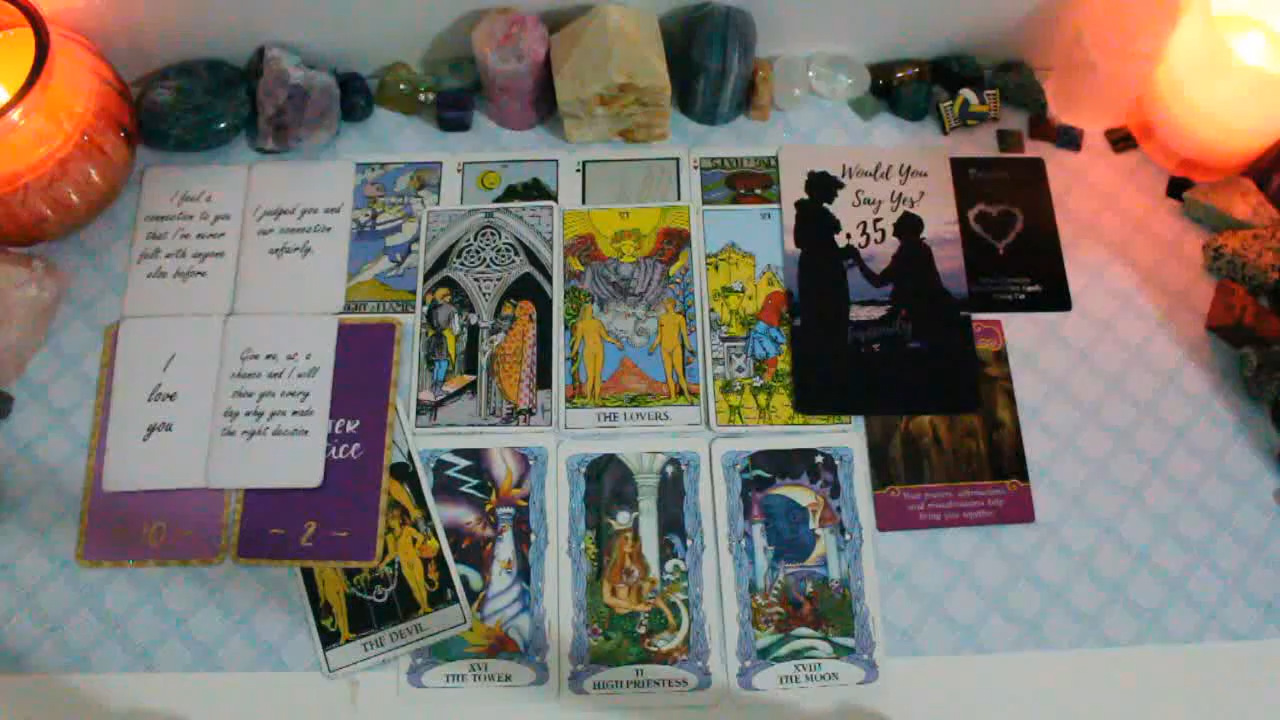 I feel a
connection to you
that I've never
felt with anyone
else before.
I judged you and
our connection
unfairly.
Would You
Say Yes?
:35
III
VI
THE LOVERS.
I
love
you
Give me, us, a
chance and I will
show you every
day why you made
the right decision.
10
- 2 -
THE DEVIL.
XVI
THE TOWER
II
HIGH PRIESTESS
XVIII
THE MOON
Your prayers, affirmations,
and manifestations help
bring you together.